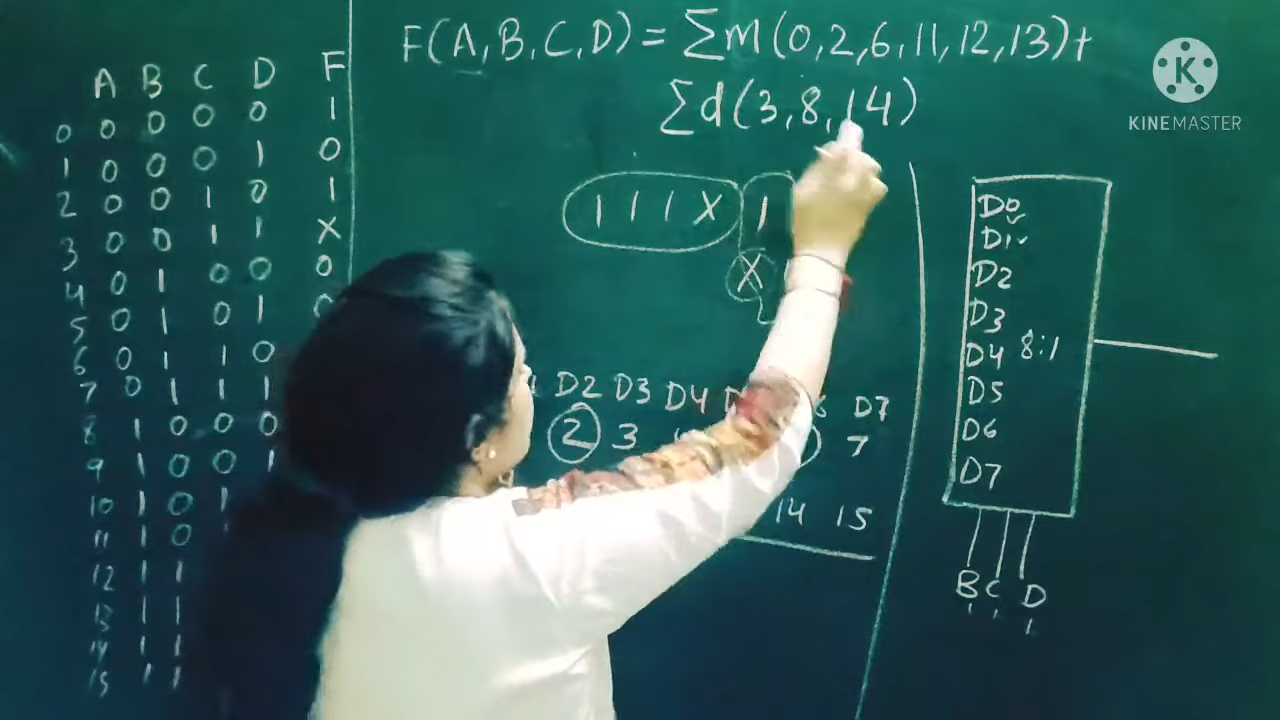 F(A,B,C,D) = ∑m(0,2,6,11,12,13)+
∑d(3,8,14)
K
KINEMASTER
A B C D F
0 0 0 0 0 1
1 0 0 0 1 0
2 0 0 1 0 1
3 0 0 1 1 X
4 0 1 0 0 0
5 0 1 0 1
6 0 1 1 0
7 0 1 1 1
8 1 0 0 0
9 1 0 0 1
10 1 0 1
11 1 0
12 1 1
13 1 1
14 1 1
15 1 1
1 1 1 X 1
X
D2 D3 D4 D7
2 3 7
14 15
D0
D1
D2
D3
D4 8:1
D5
D6
D7
B C D